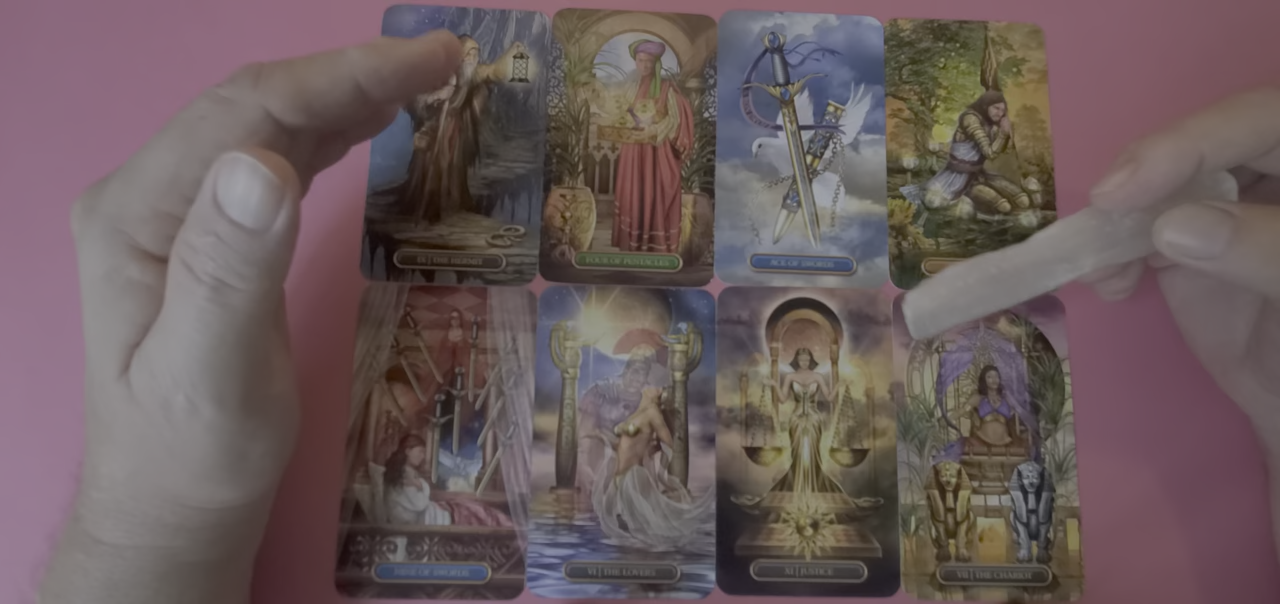 IX | THE HERMIT
FOUR OF PENTACLES
ACE OF SWORDS
NINE OF SWORDS
VI | THE LOVERS
XI | JUSTICE
VII | THE CHARIOT